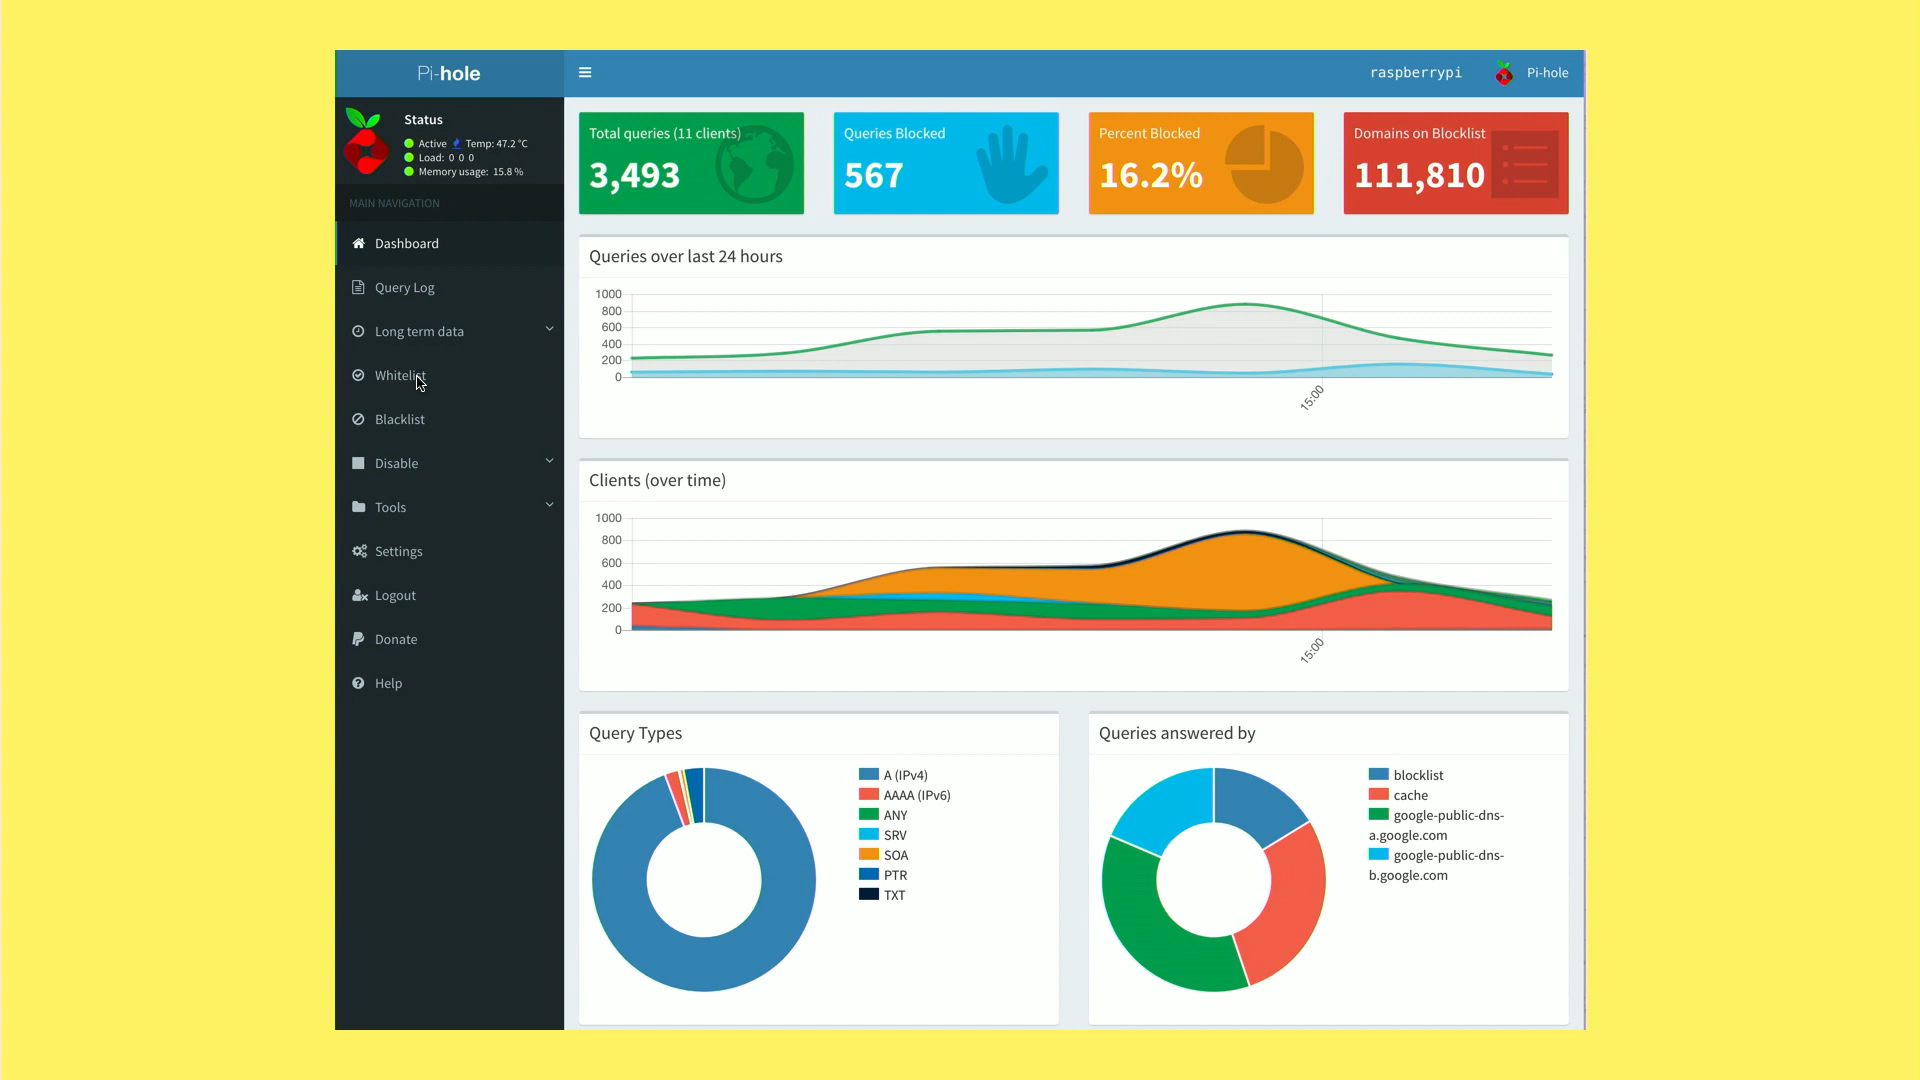 Pi-hole
raspberrypi
Pi-hole
Status
Active Temp: 47.2 °C
Load: 0 0 0
Memory usage: 15.8 %
MAIN NAVIGATION
Dashboard
Query Log
Long term data
Whitelist
Blacklist
Disable
Tools
Settings
Logout
Donate
Help
Total queries (11 clients)
3,493
Queries Blocked
567
Percent Blocked
16.2%
Domains on Blocklist
111,810
Queries over last 24 hours
1000
800
600
400
200
0
15:00
Clients (over time)
1000
800
600
400
200
0
15:00
Query Types
A (IPv4)
AAAA (IPv6)
ANY
SRV
SOA
PTR
TXT
Queries answered by
blocklist
cache
google-public-dns-
a.google.com
google-public-dns-
b.google.com